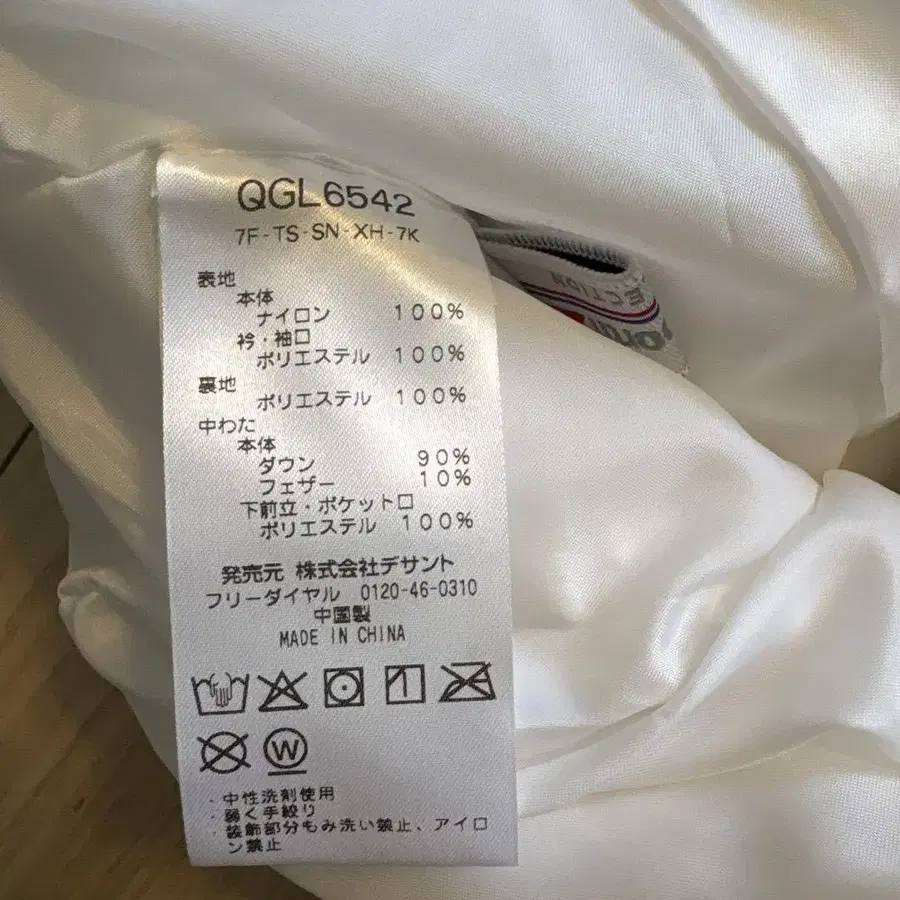 QGL6542
7F-TS-SN-XH-7K
表地
本体
ナイロン 100%
衿・袖口
ポリエステル 100%
裏地
ポリエステル 100%
中わた
本体
ダウン 90%
フェザー 10%
下前立・ポケット口
ポリエステル 100%
発売元 株式会社デサント
フリーダイヤル 0120-46-0310
中国製
MADE IN CHINA
W
・中性洗剤使用
・弱く手絞り
・装飾部分もみ洗い禁止、アイロ
ン禁止
CTION